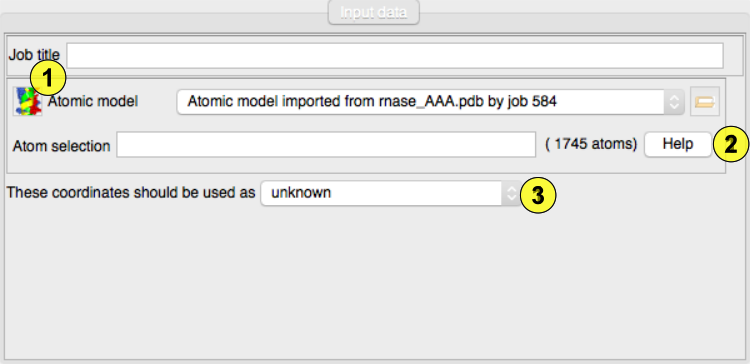 Input data
Job title
1
Atomic model Atomic model imported from rnase_AAA.pdb by job 584
Atom selection ( 1745 atoms) Help 2
These coordinates should be used as unknown 3